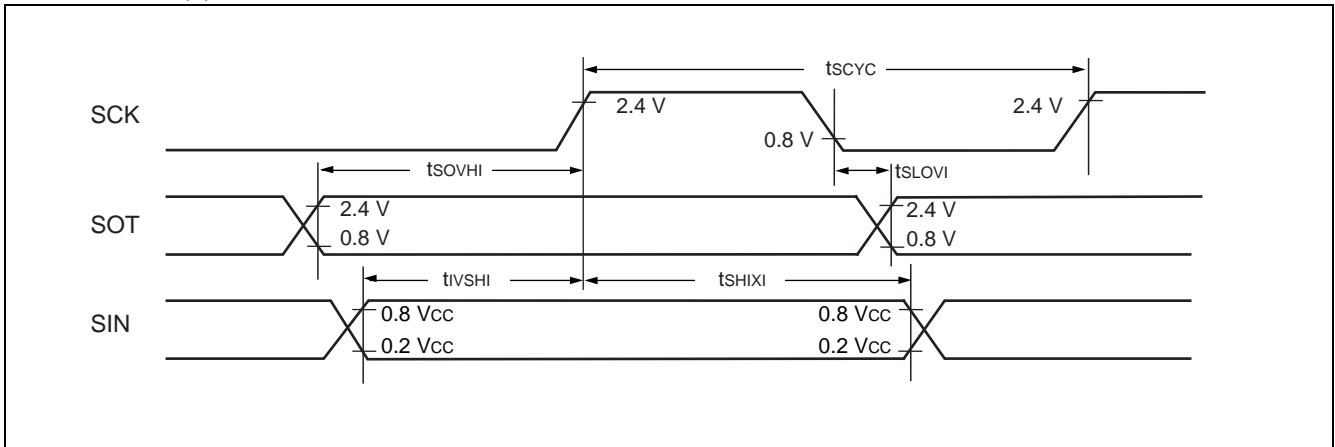 tSCYC
SCK
2.4 V
2.4 V
0.8 V
tSOVHI
tSLOVI
SOT
2.4 V
2.4 V
0.8 V
0.8 V
tIVSHI
tSHIXI
SIN
0.8 VCC
0.8 VCC
0.2 VCC
0.2 VCC